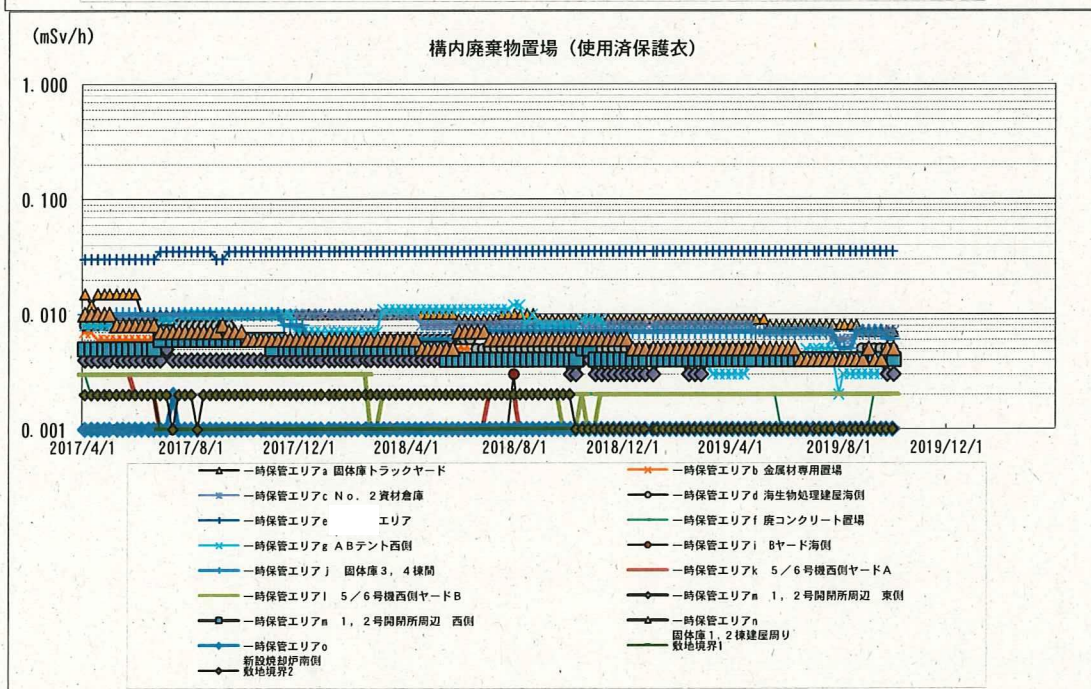 (mSv/h)
構内廃棄物置場（使用済保護衣）
1.000
0.100
0.010
0.001
2017/4/1 2017/8/1 2017/12/1 2018/4/1 2018/8/1 2018/12/1 2019/4/1 2019/8/1 2019/12/1
一時保管エリアa 固体庫トラックヤード 一時保管エリアb 金属材専用置場
一時保管エリアc Ｎｏ．２資材倉庫 一時保管エリアd 海生物処理建屋海側
一時保管エリアe エリア 一時保管エリアf 廃コンクリート置場
一時保管エリアg ＡＢテント西側 一時保管エリアi Ｂヤード海側
一時保管エリアj 固体庫３，４棟間 一時保管エリアk ５／６号機西側ヤードＡ
一時保管エリアl ５／６号機西側ヤードＢ 一時保管エリアm １，２号開閉所周辺 東側
一時保管エリアm １，２号開閉所周辺 西側 一時保管エリアn
固体庫１，２棟建屋周り
一時保管エリアo 敷地境界1
新設焼却炉南側
敷地境界2